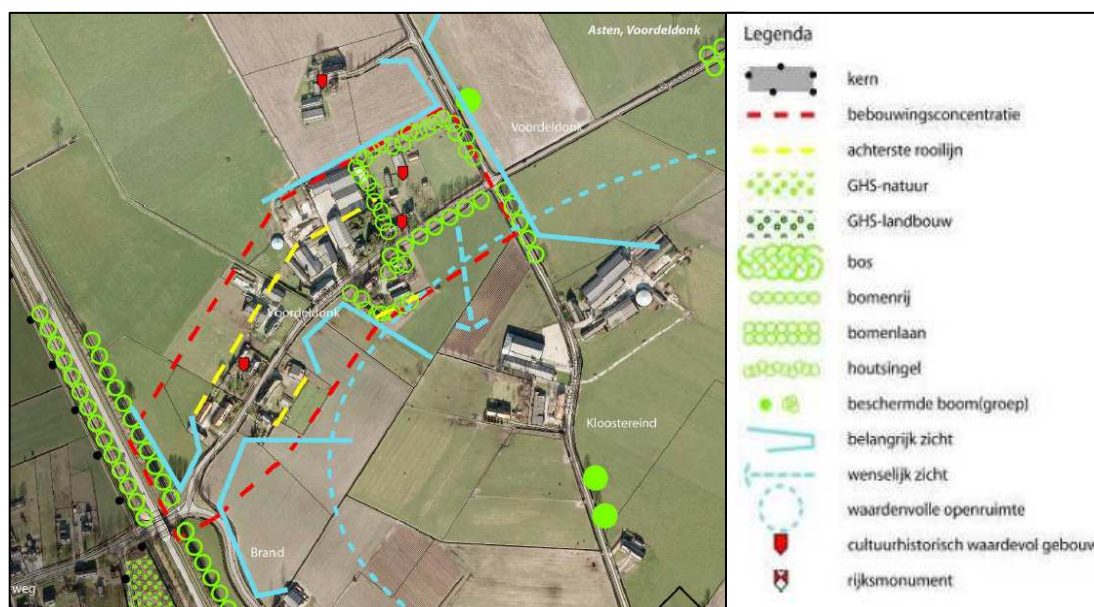 Asten, Voordeldonk
Voordeldonk
Voordeldonk
Kloostereind
Brand
weg
Legenda
kern
bebouwingsconcentratie
achterste rooilijn
GHS-natuur
GHS-landbouw
bos
bomenrij
bomenlaan
houtsingel
beschermde boom(groep)
belangrijk zicht
wenselijk zicht
waardenvolle openruimte
cultuurhistorisch waardevol gebouw
rijksmonument